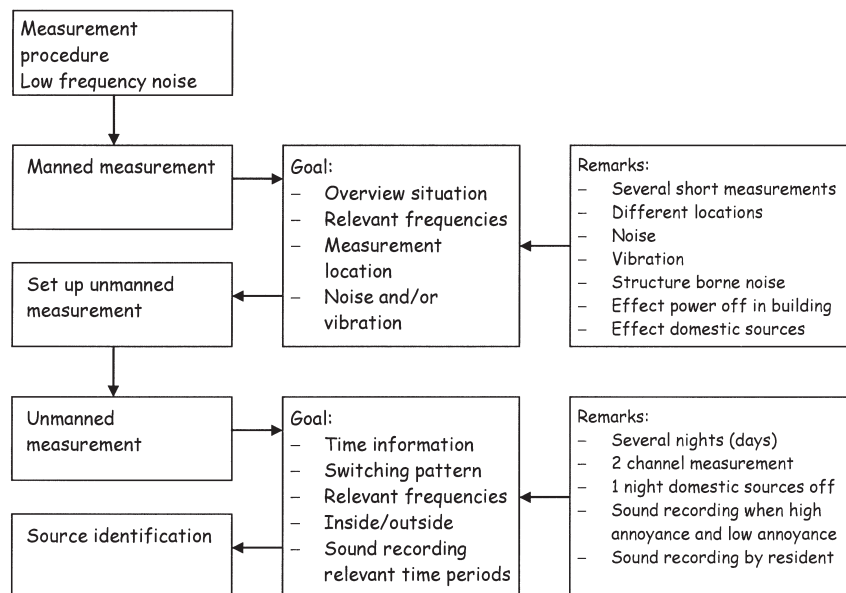 Measurement
procedure
Low frequency noise
Manned measurement
Goal:
– Overview situation
– Relevant frequencies
– Measurement
location
– Noise and/or
vibration
Remarks:
– Several short measurements
– Different locations
– Noise
– Vibration
– Structure borne noise
– Effect power off in building
– Effect domestic sources
Set up unmanned
measurement
Unmanned
measurement
Goal:
– Time information
– Switching pattern
– Relevant frequencies
– Inside/outside
– Sound recording
relevant time periods
Remarks:
– Several nights (days)
– 2 channel measurement
– 1 night domestic sources off
– Sound recording when high
annoyance and low annoyance
– Sound recording by resident
Source identification